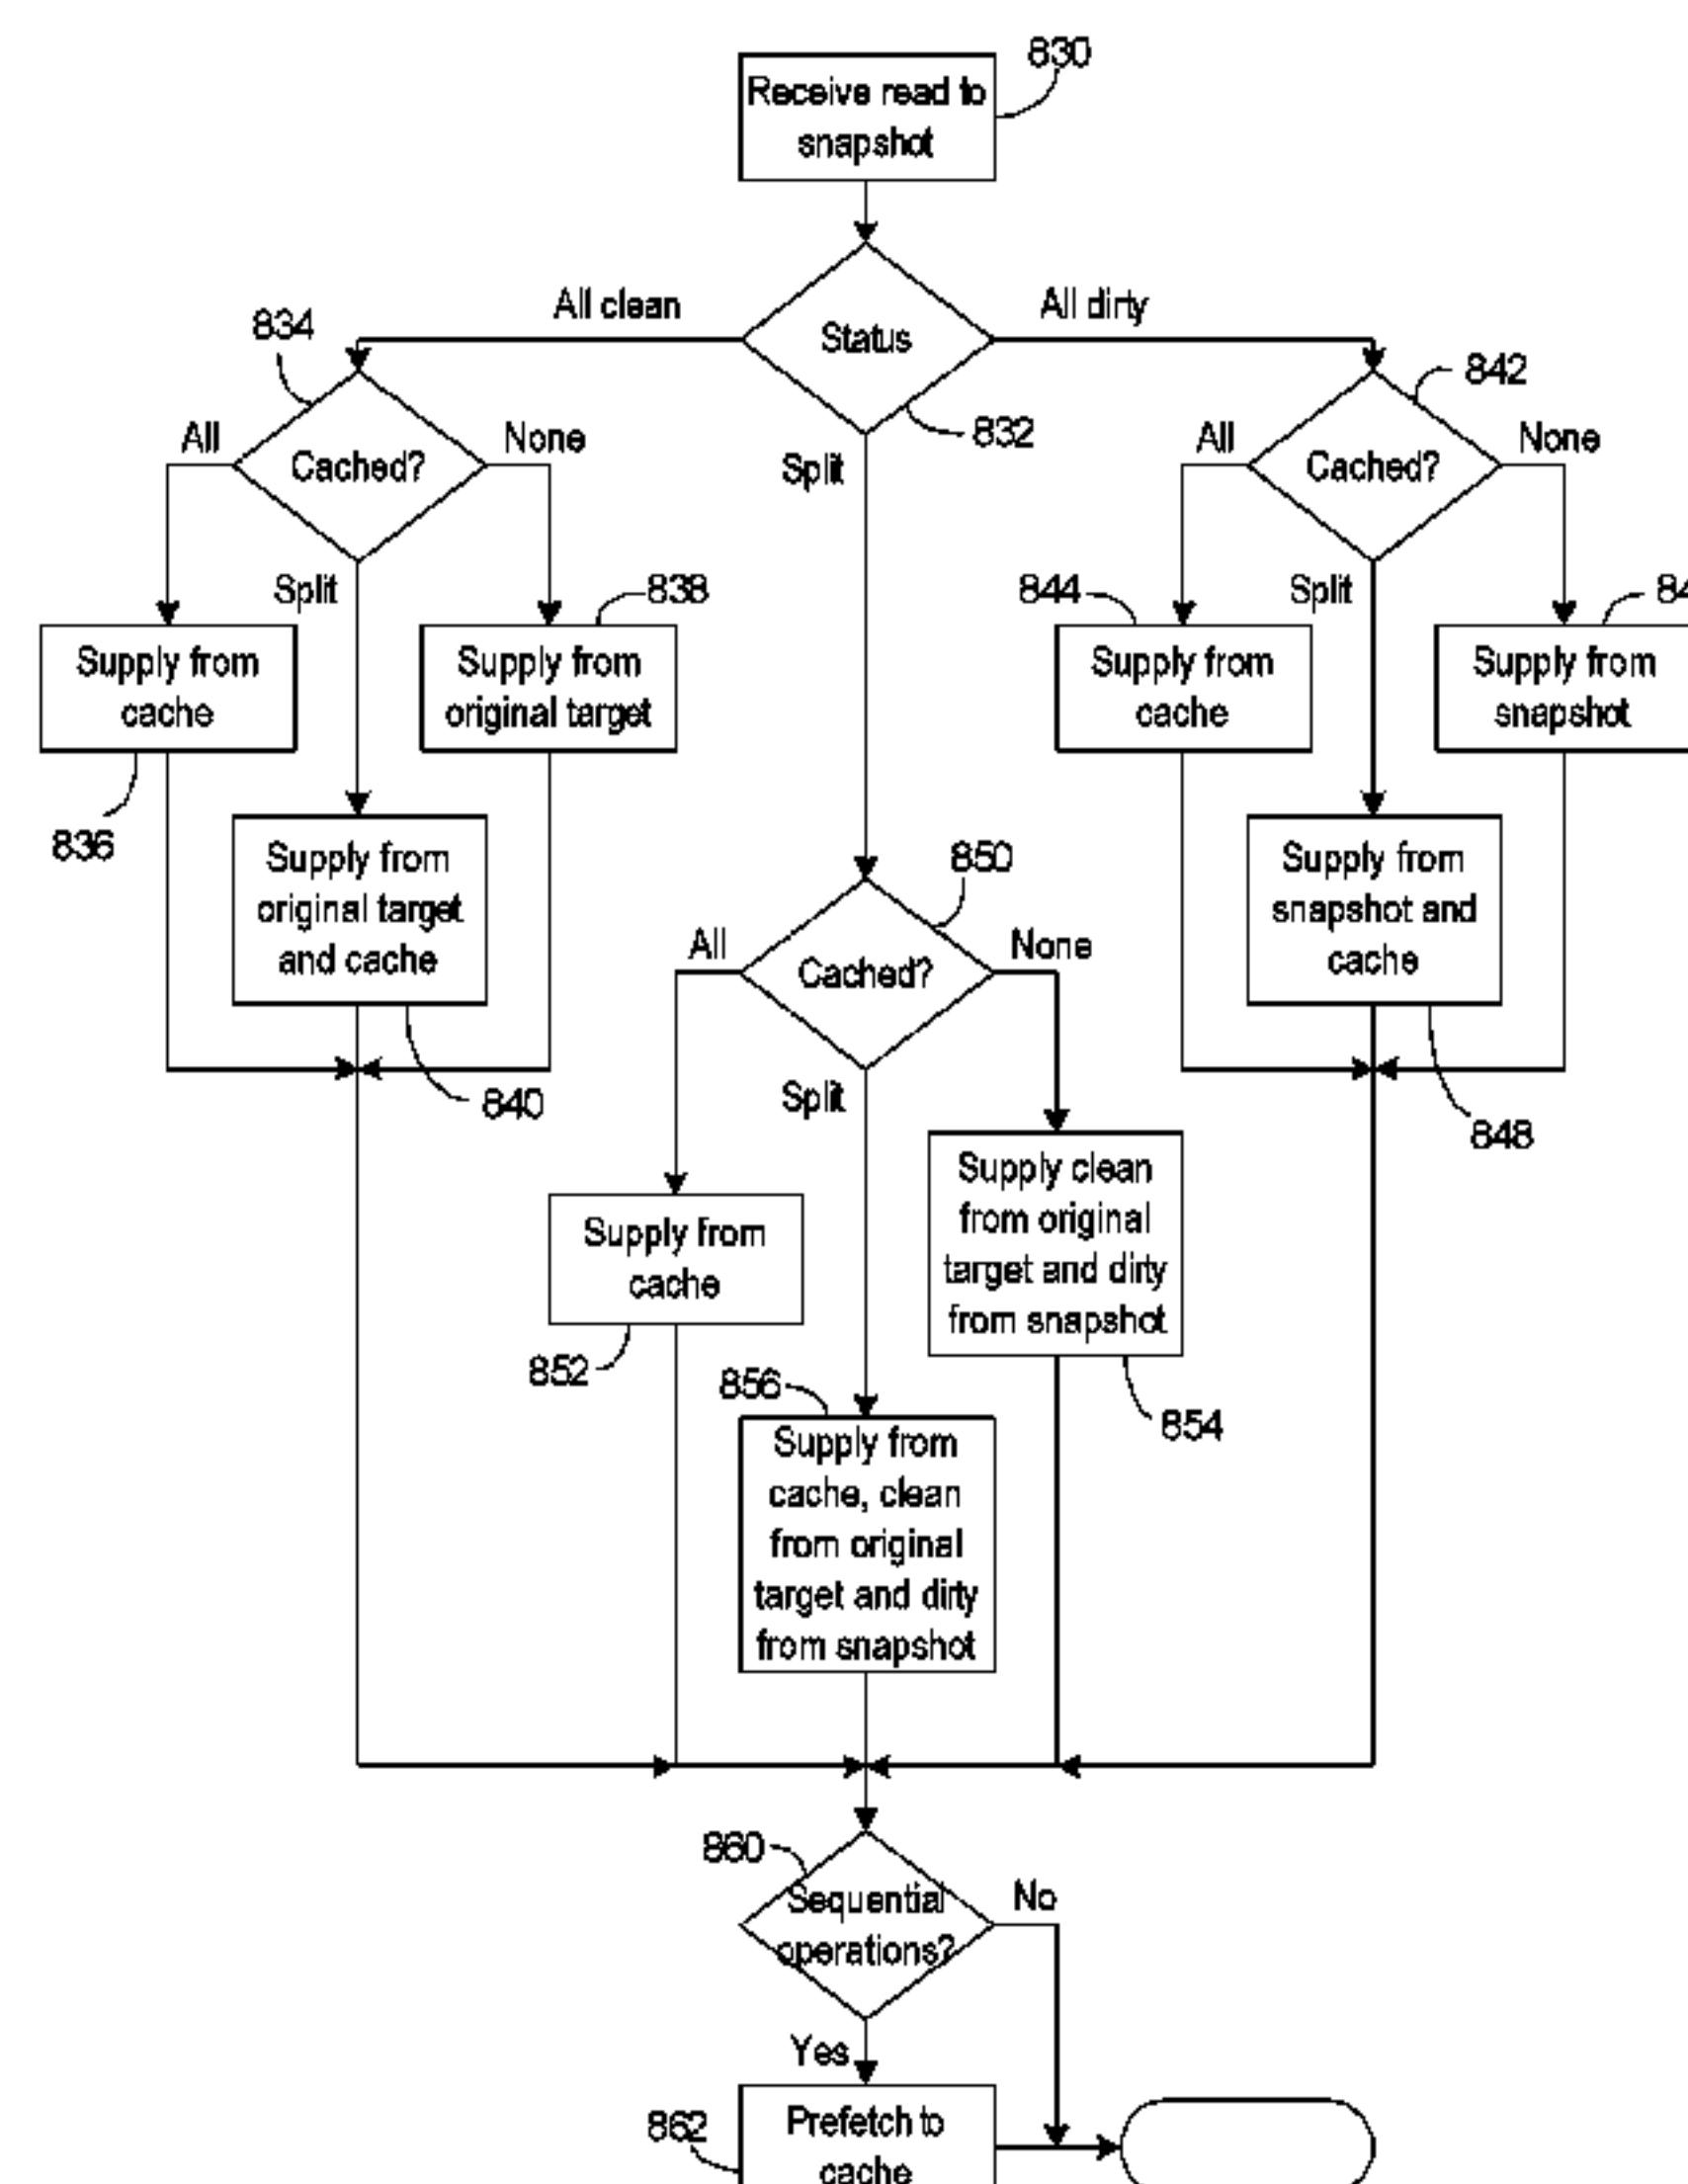 830
Receive read to
snapshot
All clean
All dirty
834
Status
842
832
All
Cached?
None
Split
All
Cached?
None
Split
838
844
Split
Supply from
cache
Supply from
original target
Supply from
cache
Supply from
snapshot
836
Supply from
original target
and cache
850
Supply from
snapshot and
cache
All
Cached?
None
840
Split
848
Supply clean
from original
target and dirty
from snapshot
Supply from
cache
852
856
854
Supply from
cache, clean
from original
target and dirty
from snapshot
860
Sequential
operations?
No
Yes
862
Prefetch to
cache